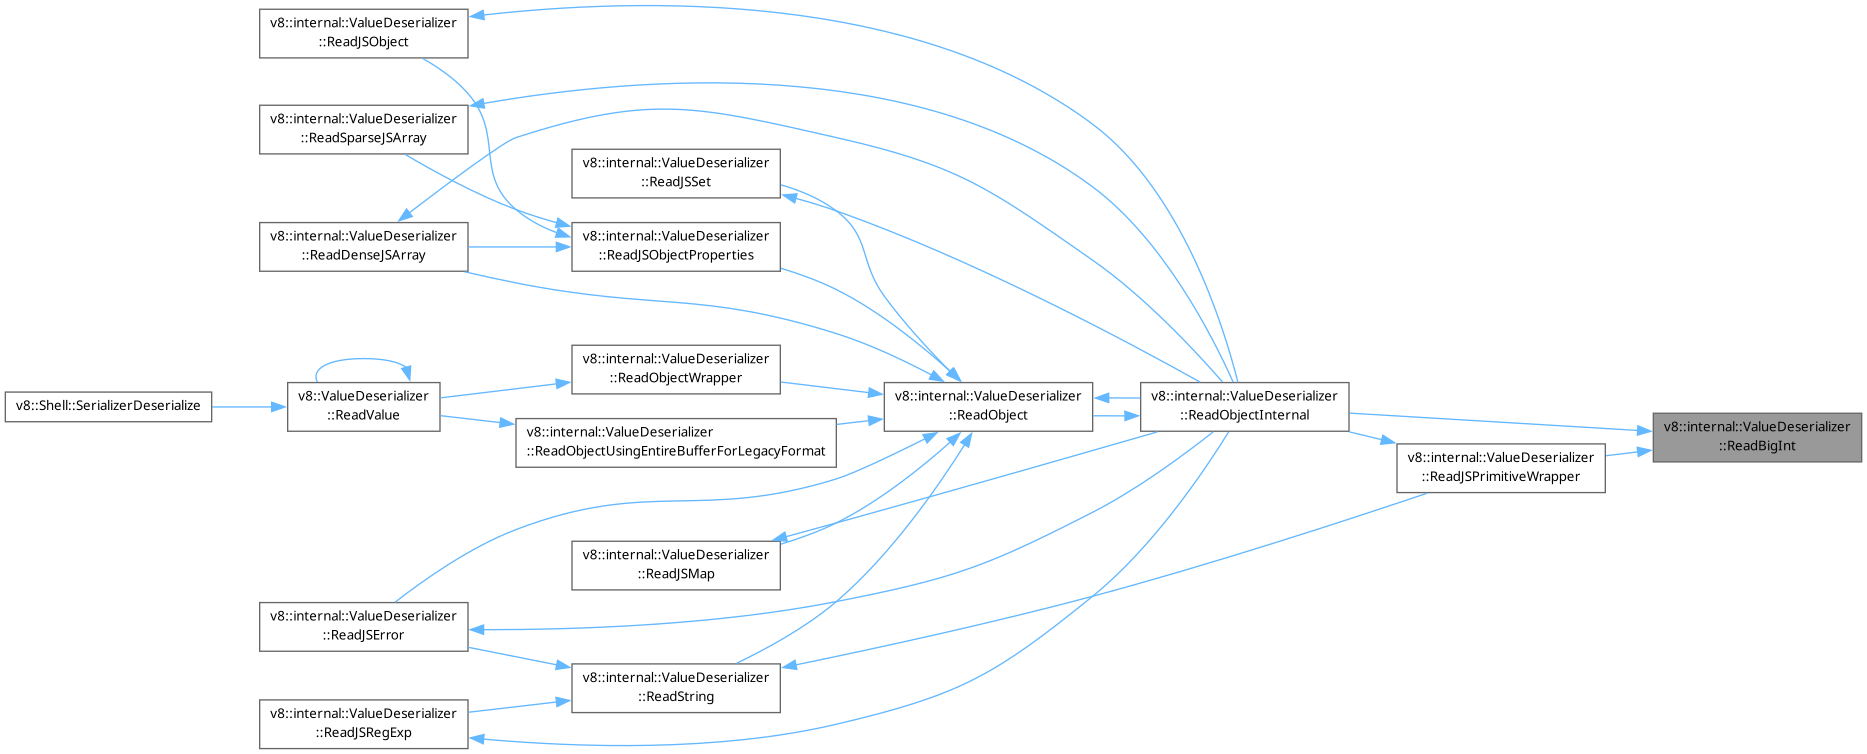 v8::internal::ValueDeserializer
::ReadJSObject
v8::internal::ValueDeserializer
::ReadSparseJSArray
v8::internal::ValueDeserializer
::ReadJSSet
v8::internal::ValueDeserializer
::ReadDenseJSArray
v8::internal::ValueDeserializer
::ReadJSObjectProperties
v8::internal::ValueDeserializer
::ReadObjectWrapper
v8::Shell::SerializerDeserialize
v8::ValueDeserializer
::ReadValue
v8::internal::ValueDeserializer
::ReadObjectUsingEntireBufferForLegacyFormat
v8::internal::ValueDeserializer
::ReadObject
v8::internal::ValueDeserializer
::ReadObjectInternal
v8::internal::ValueDeserializer
::ReadJSPrimitiveWrapper
v8::internal::ValueDeserializer
::ReadBigInt
v8::internal::ValueDeserializer
::ReadJSMap
v8::internal::ValueDeserializer
::ReadJSError
v8::internal::ValueDeserializer
::ReadString
v8::internal::ValueDeserializer
::ReadJSRegExp